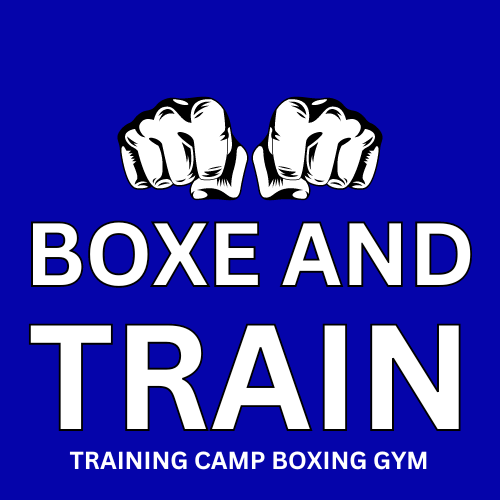 BOXE AND
TRAIN
TRAINING CAMP BOXING GYM